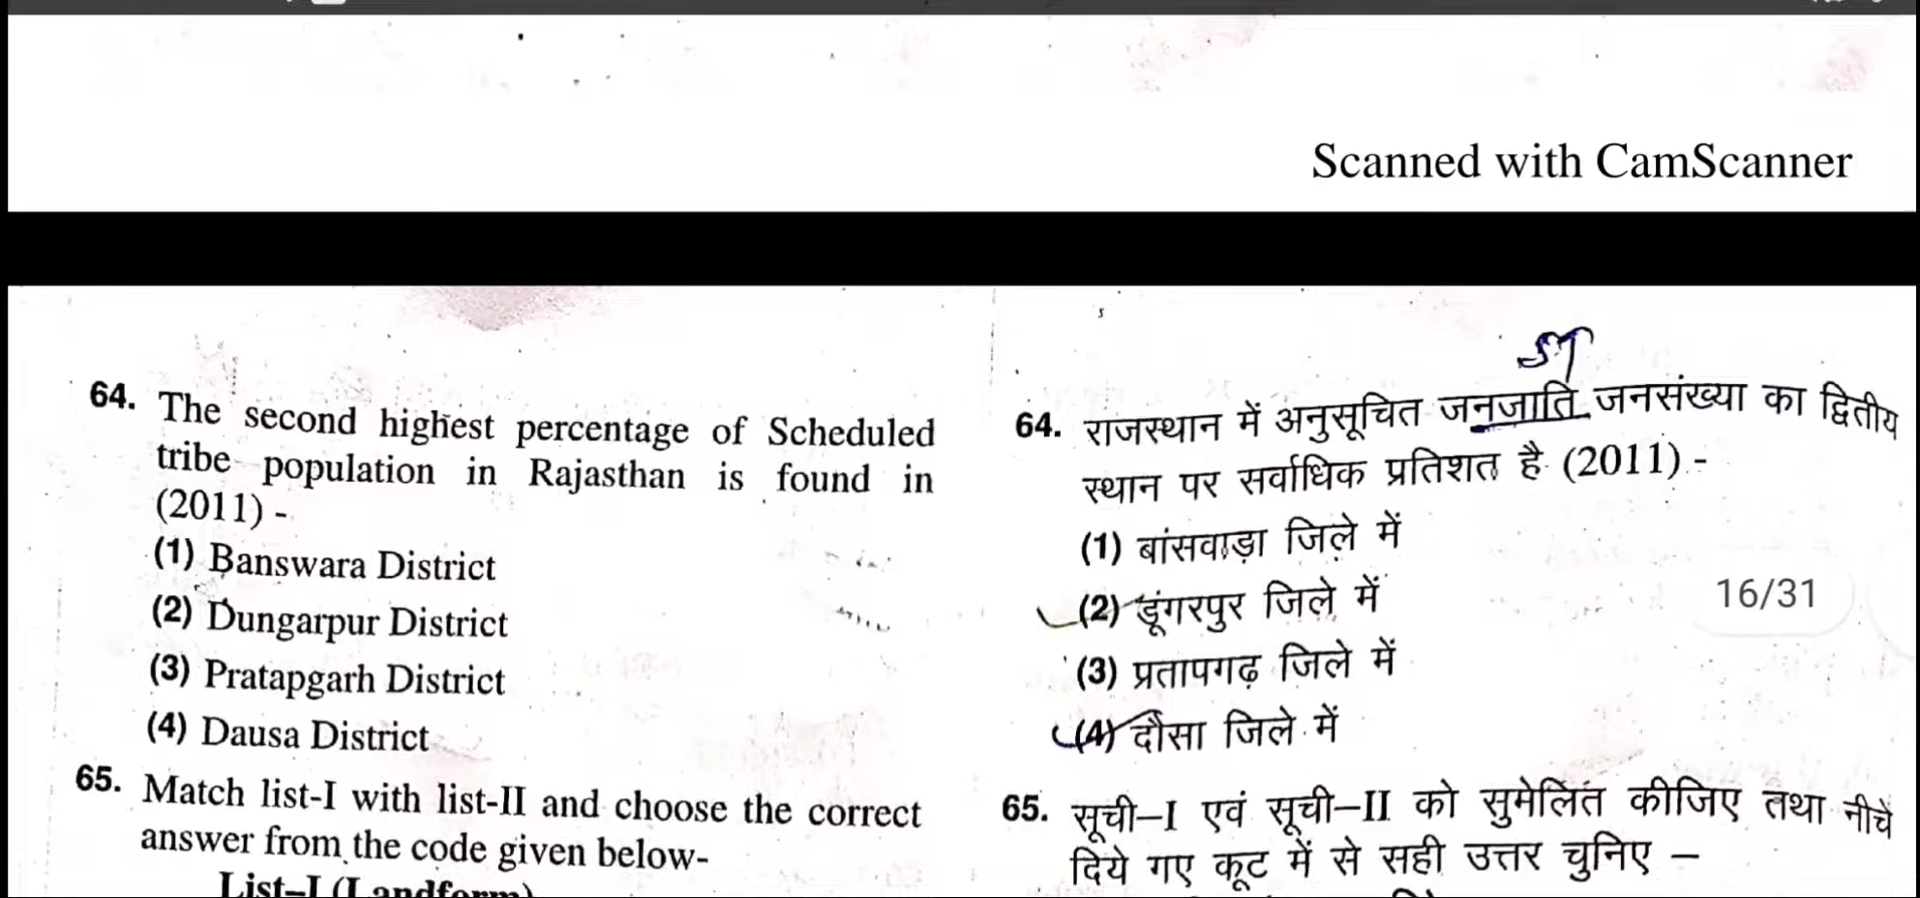 Scanned with CamScanner
64. The second highest percentage of Scheduled
tribe population in Rajasthan is found in
(2011) -
(1) Banswara District
(2) Dungarpur District
(3) Pratapgarh District
(4) Dausa District
65. Match list-I with list-II and choose the correct
answer from the code given below-
List–I (Landform)
ST
64. राजस्थान में अनुसूचित जनजाति जनसंख्या का द्वितीय
स्थान पर सर्वाधिक प्रतिशत है (2011) -
(1) बांसवाड़ा जिले में
(2) डूंगरपुर जिले में
(3) प्रतापगढ़ जिले में
(4) दौसा जिले में
16/31
65. सूची–I एवं सूची–II को सुमेलित कीजिए तथा नीचे
दिये गए कूट में से सही उत्तर चुनिए –